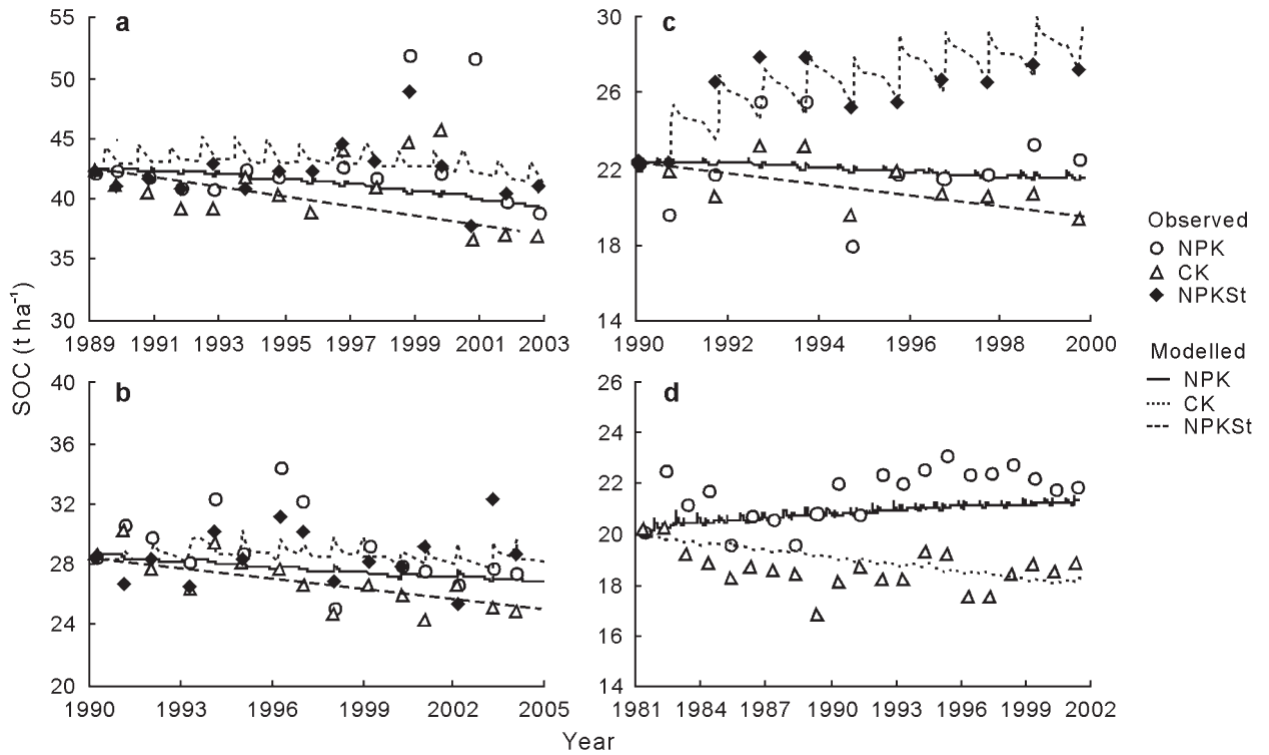 SOC (t ha⁻¹)
a
55
50
45
40
35
30
1989 1991 1993 1995 1997 1999 2001 2003
c
30
26
22
18
14
1990 1992 1994 1996 1998 2000
b
40
36
32
28
24
20
1990 1993 1996 1999 2002 2005
d
26
24
22
20
18
16
14
1981 1984 1987 1990 1993 1996 1999 2002
Year
Observed
NPK
CK
NPKSt
Modelled
NPK
CK
NPKSt